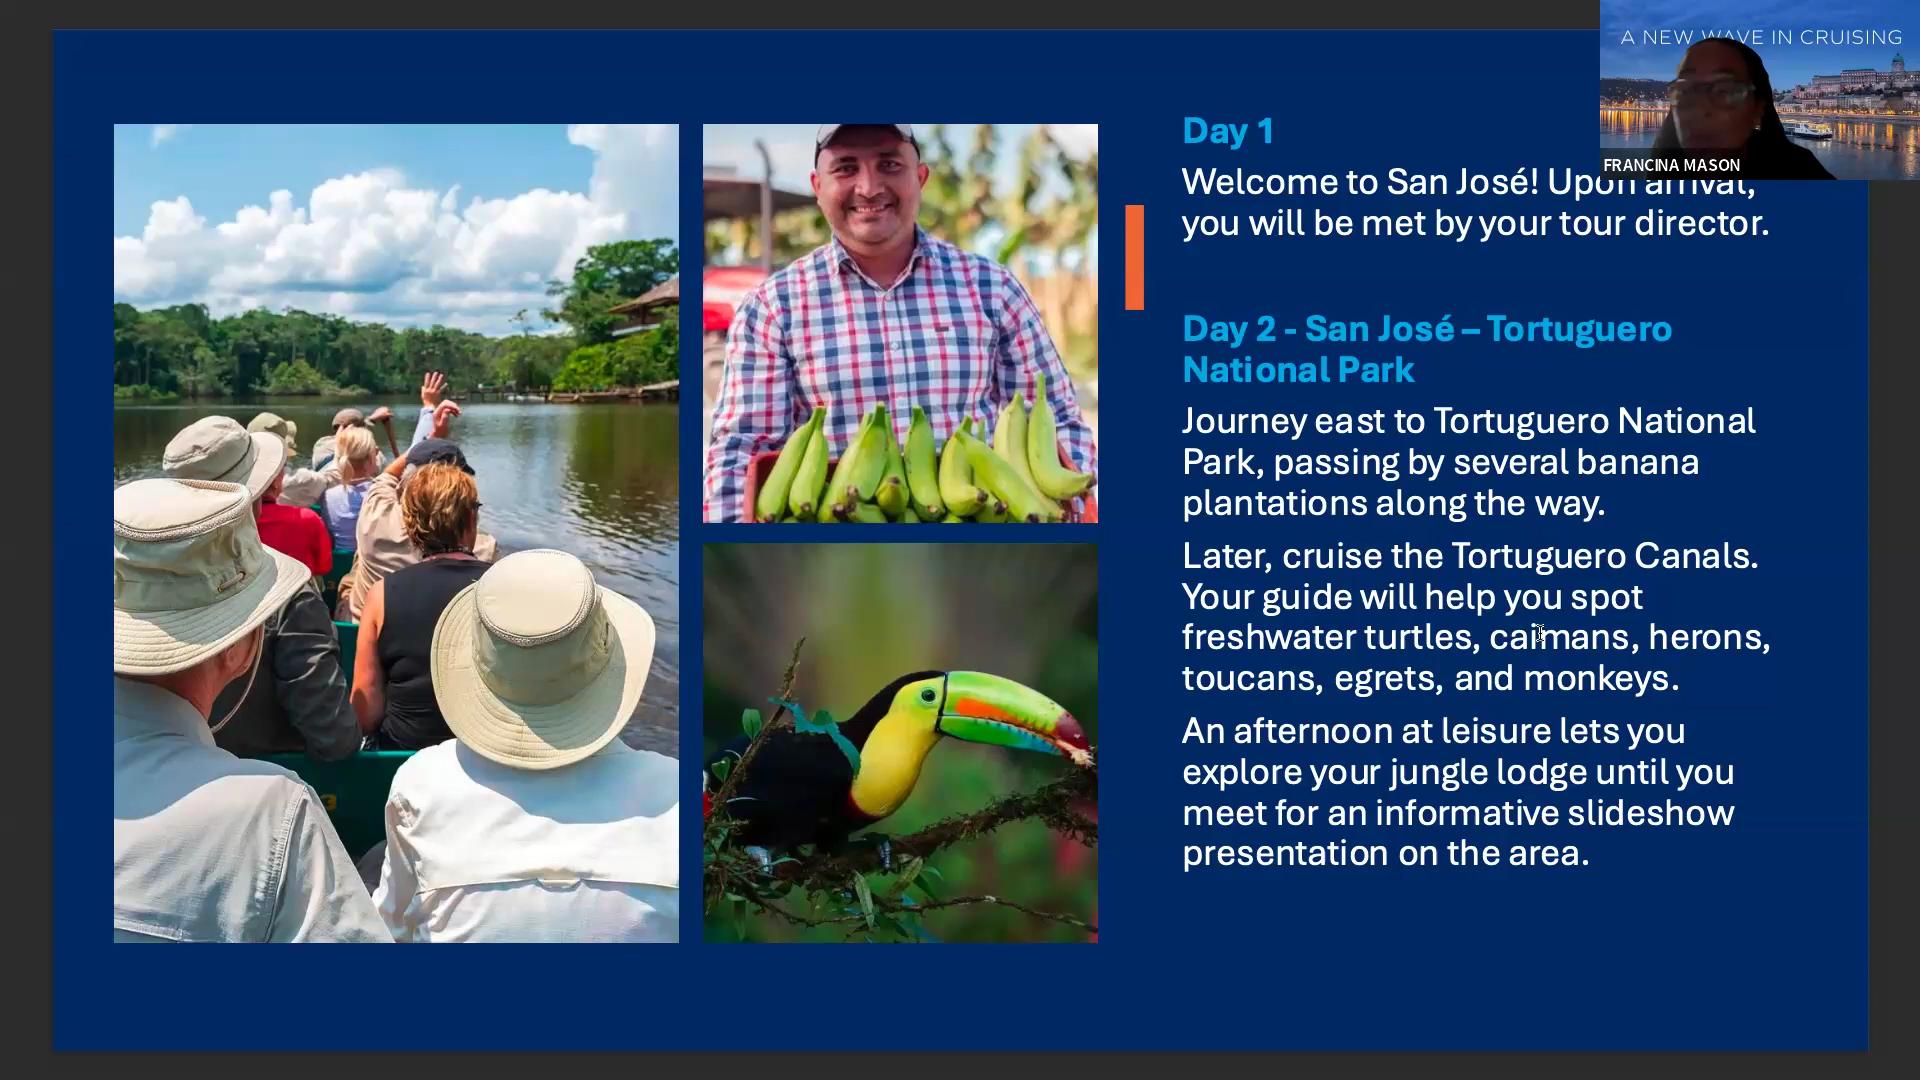 A NEW WAVE IN CRUISING
FRANCINA MASON
Day 1
Welcome to San José! Upon arrival,
you will be met by your tour director.
Day 2 - San José – Tortuguero
National Park
Journey east to Tortuguero National
Park, passing by several banana
plantations along the way.
Later, cruise the Tortuguero Canals.
Your guide will help you spot
freshwater turtles, caimans, herons,
toucans, egrets, and monkeys.
An afternoon at leisure lets you
explore your jungle lodge until you
meet for an informative slideshow
presentation on the area.